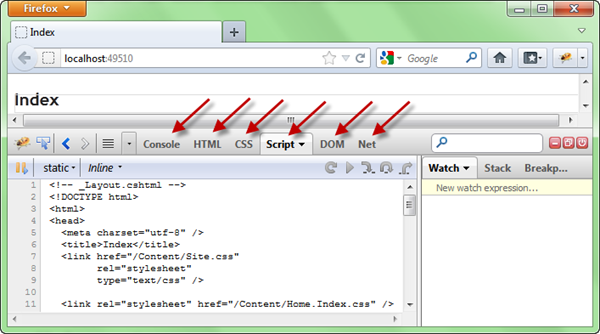 Firefox
Index
localhost:49510
Google
Index
Console HTML CSS Script DOM Net
static Inline
Watch Stack Breakp...
New watch expression...
1 <!-- _Layout.cshtml -->
2 <!DOCTYPE html>
3 <html>
4 <head>
5 <meta charset="utf-8" />
6 <title>Index</title>
7 <link href="/Content/Site.css"
8 rel="stylesheet"
9 type="text/css" />
10
11 <link rel="stylesheet" href="/Content/Home.Index.css" />